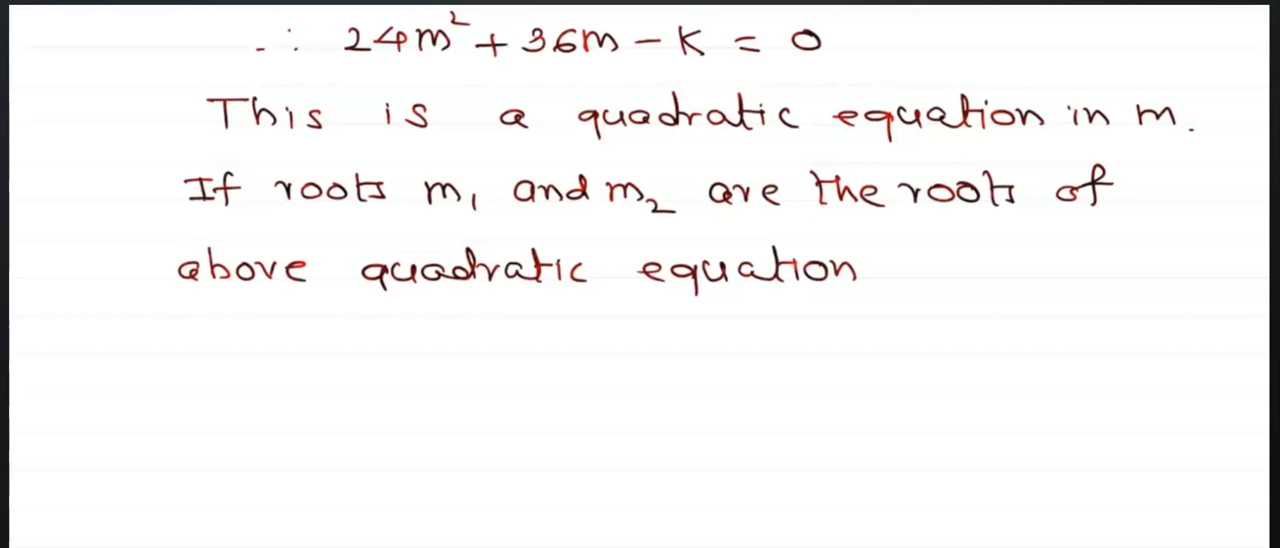 ∴ 24m² + 36m - K = 0
This is a quadratic equation in m.
If roots m₁ and m₂ are the roots of
above quadratic equation